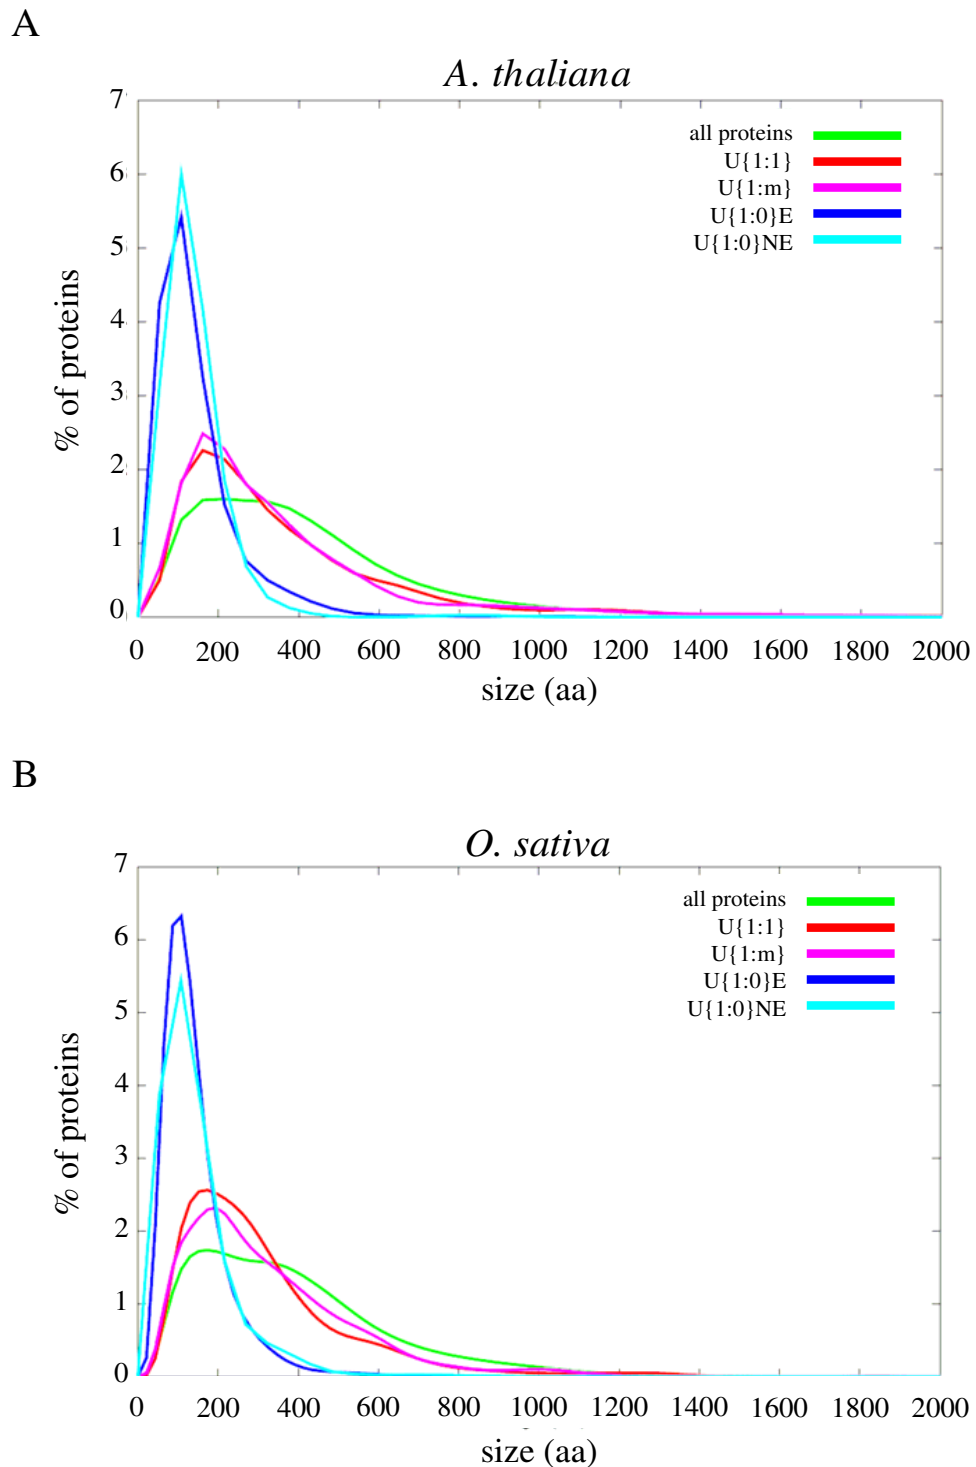 A
A. thaliana
7
6
5
4
3
2
1
0
% of proteins
all proteins
U{1:1}
U{1:m}
U{1:0}E
U{1:0}NE
0 200 400 600 800 1000 1200 1400 1600 1800 2000
size (aa)
B
O. sativa
7
6
5
4
3
2
1
0
% of proteins
all proteins
U{1:1}
U{1:m}
U{1:0}E
U{1:0}NE
0 200 400 600 800 1000 1200 1400 1600 1800 2000
size (aa)